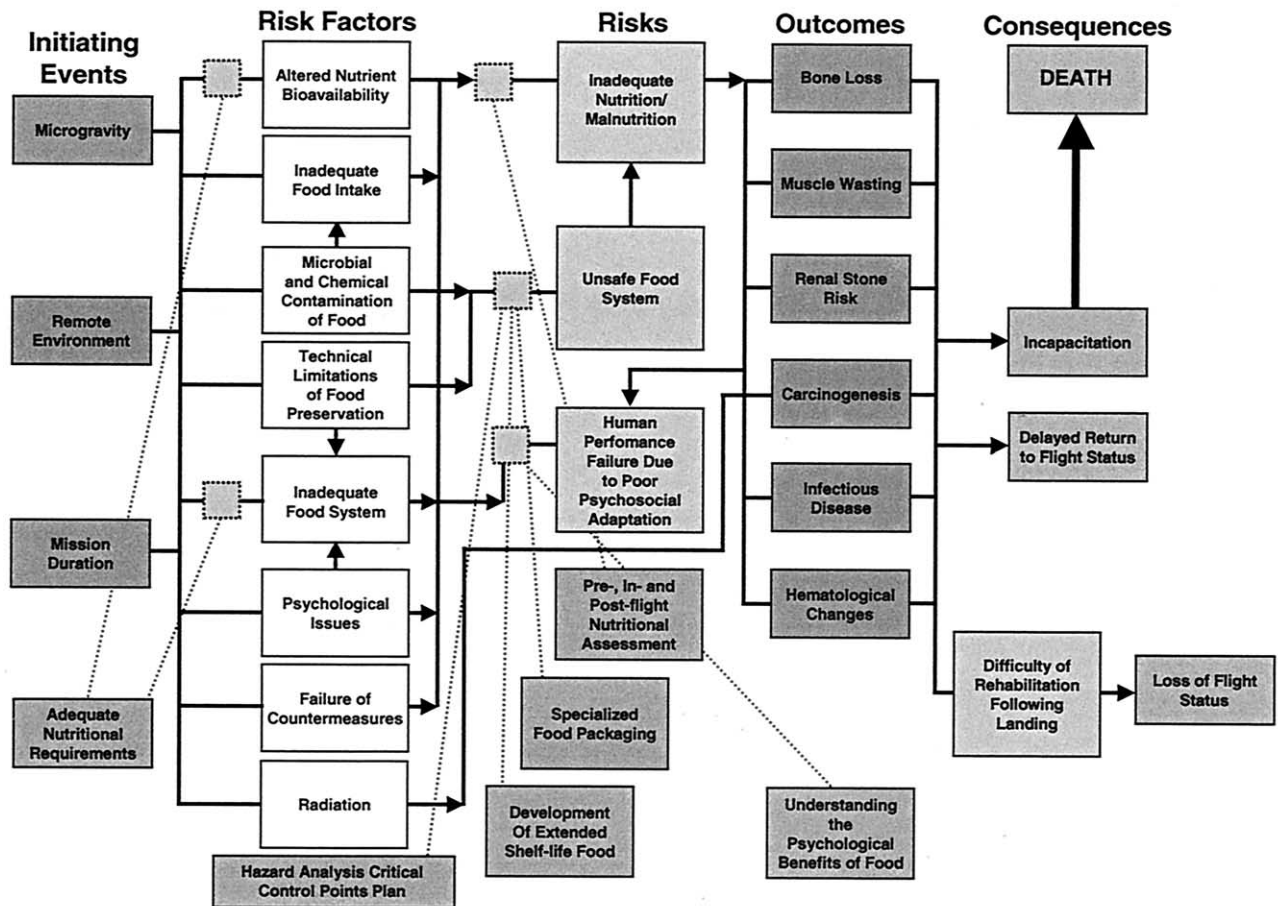 Initiating
Events
Risk Factors
Risks
Outcomes
Consequences
Microgravity
Remote
Environment
Mission
Duration
Adequate
Nutritional
Requirements
Altered Nutrient
Bioavailability
Inadequate
Food Intake
Microbial
and Chemical
Contamination
of Food
Technical
Limitations
of Food
Preservation
Inadequate
Food System
Psychological
Issues
Failure of
Countermeasures
Radiation
Hazard Analysis Critical
Control Points Plan
Inadequate
Nutrition/
Malnutrition
Unsafe Food
System
Human
Perfomance
Failure Due
to Poor
Psychosocial
Adaptation
Pre-, In- and
Post-flight
Nutritional
Assessment
Specialized
Food Packaging
Development
Of Extended
Shelf-life Food
Understanding
the
Psychological
Benefits of Food
Bone Loss
Muscle Wasting
Renal Stone
Risk
Carcinogenesis
Infectious
Disease
Hematological
Changes
DEATH
Incapacitation
Delayed Return
to Flight Status
Difficulty of
Rehabilitation
Following
Landing
Loss of Flight
Status